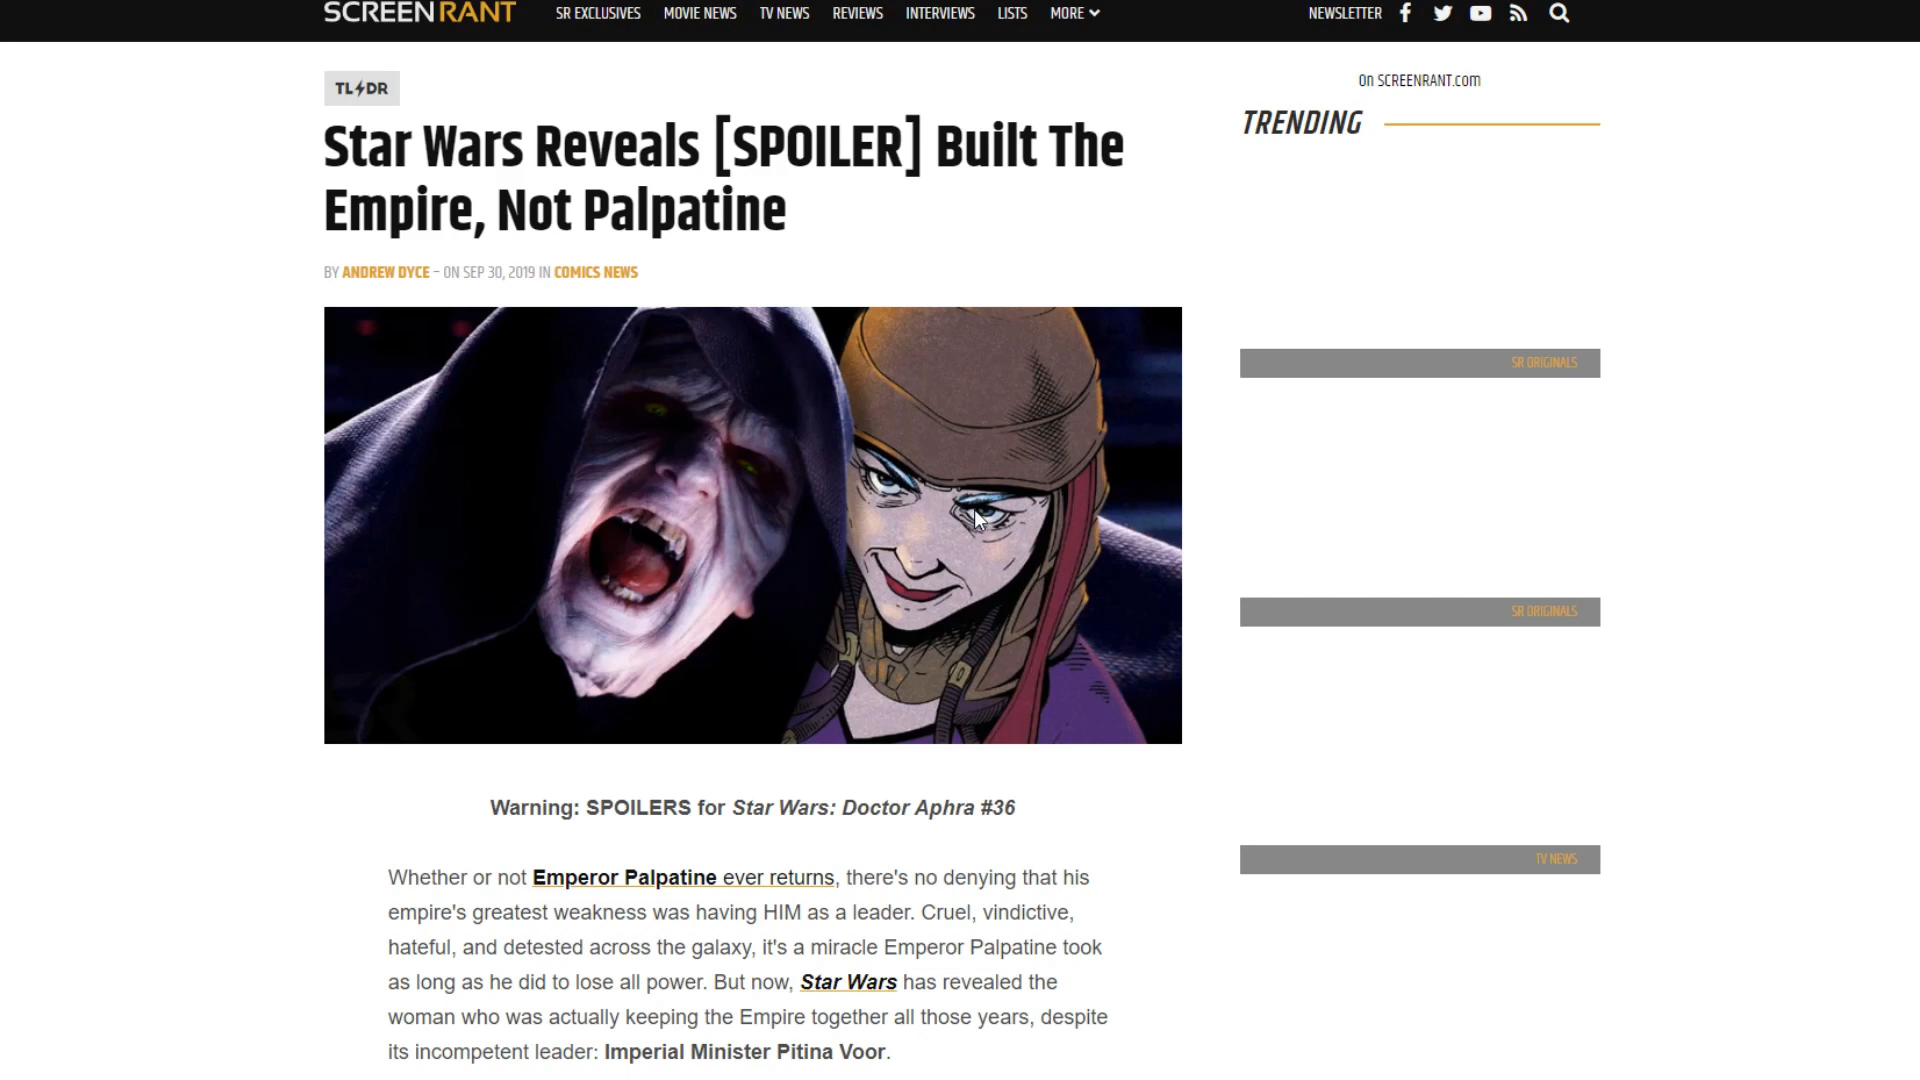 SCREENRANT
SR EXCLUSIVES MOVIE NEWS TV NEWS REVIEWS INTERVIEWS LISTS MORE
NEWSLETTER
TL DR
Star Wars Reveals [SPOILER] Built The
Empire, Not Palpatine
BY ANDREW DYCE – ON SEP 30, 2019 IN COMICS NEWS
Warning: SPOILERS for Star Wars: Doctor Aphra #36
Whether or not Emperor Palpatine ever returns, there's no denying that his
empire's greatest weakness was having HIM as a leader. Cruel, vindictive,
hateful, and detested across the galaxy, it's a miracle Emperor Palpatine took
as long as he did to lose all power. But now, Star Wars has revealed the
woman who was actually keeping the Empire together all those years, despite
its incompetent leader: Imperial Minister Pitina Voor.
On SCREENRANT.com
TRENDING
SR ORIGINALS
SR ORIGINALS
TV NEWS